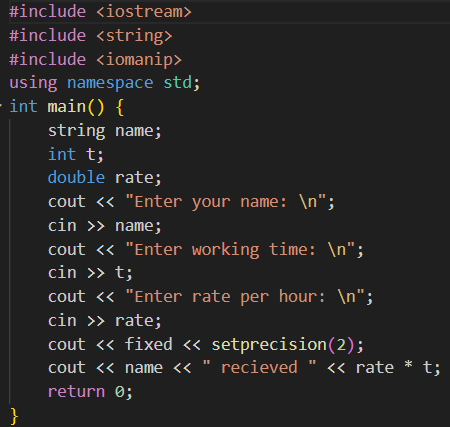 #include <iostream>
#include <string>
#include <iomanip>
using namespace std;
int main() {
    string name;
    int t;
    double rate;
    cout << "Enter your name: \n";
    cin >> name;
    cout << "Enter working time: \n";
    cin >> t;
    cout << "Enter rate per hour: \n";
    cin >> rate;
    cout << fixed << setprecision(2);
    cout << name << " recieved " << rate * t;
    return 0;
}